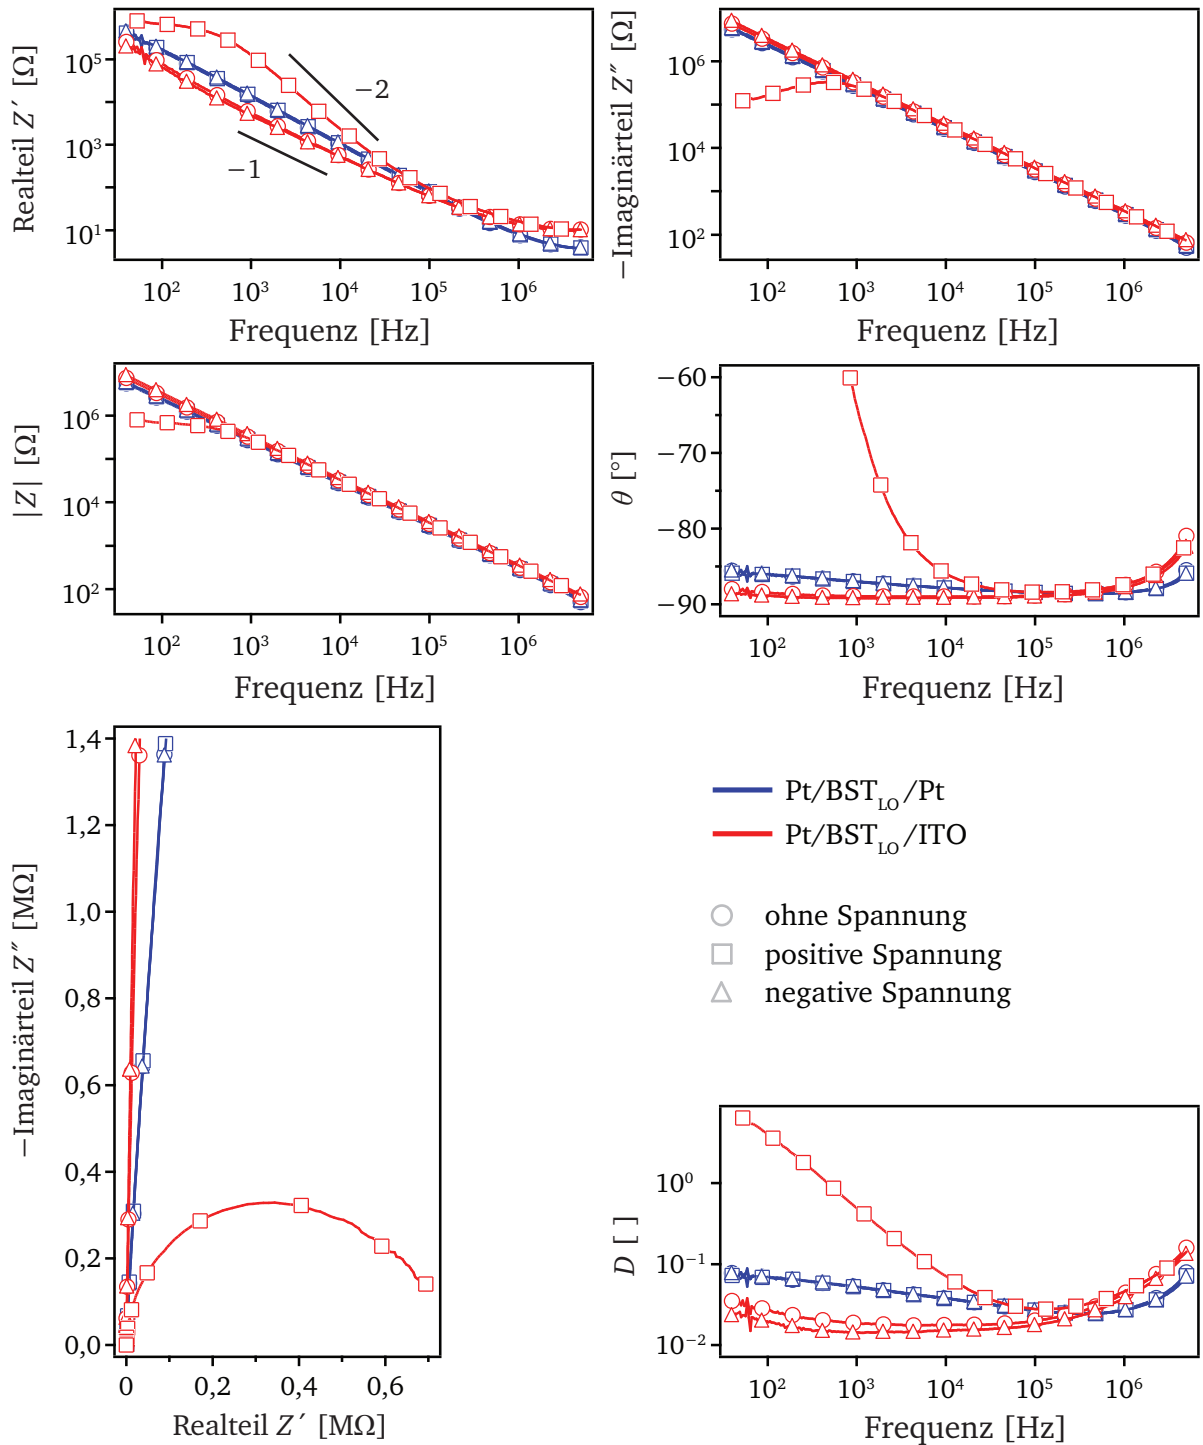 Realteil Z′ [Ω]
10⁵
10³
10¹
−2
−1
10² 10³ 10⁴ 10⁵ 10⁶
Frequenz [Hz]
−Imaginärteil Z″ [Ω]
10⁶
10⁴
10²
10² 10³ 10⁴ 10⁵ 10⁶
Frequenz [Hz]
|Z| [Ω]
10⁶
10⁴
10²
10² 10³ 10⁴ 10⁵ 10⁶
Frequenz [Hz]
θ [°]
−60
−70
−80
−90
10² 10³ 10⁴ 10⁵ 10⁶
Frequenz [Hz]
−Imaginärteil Z″ [MΩ]
1,4
1,2
1,0
0,8
0,6
0,4
0,2
0,0
0 0,2 0,4 0,6
Realteil Z′ [MΩ]
Pt/BST_LO/Pt
Pt/BST_LO/ITO
ohne Spannung
positive Spannung
negative Spannung
D [ ]
10⁰
10⁻¹
10⁻²
10² 10³ 10⁴ 10⁵ 10⁶
Frequenz [Hz]